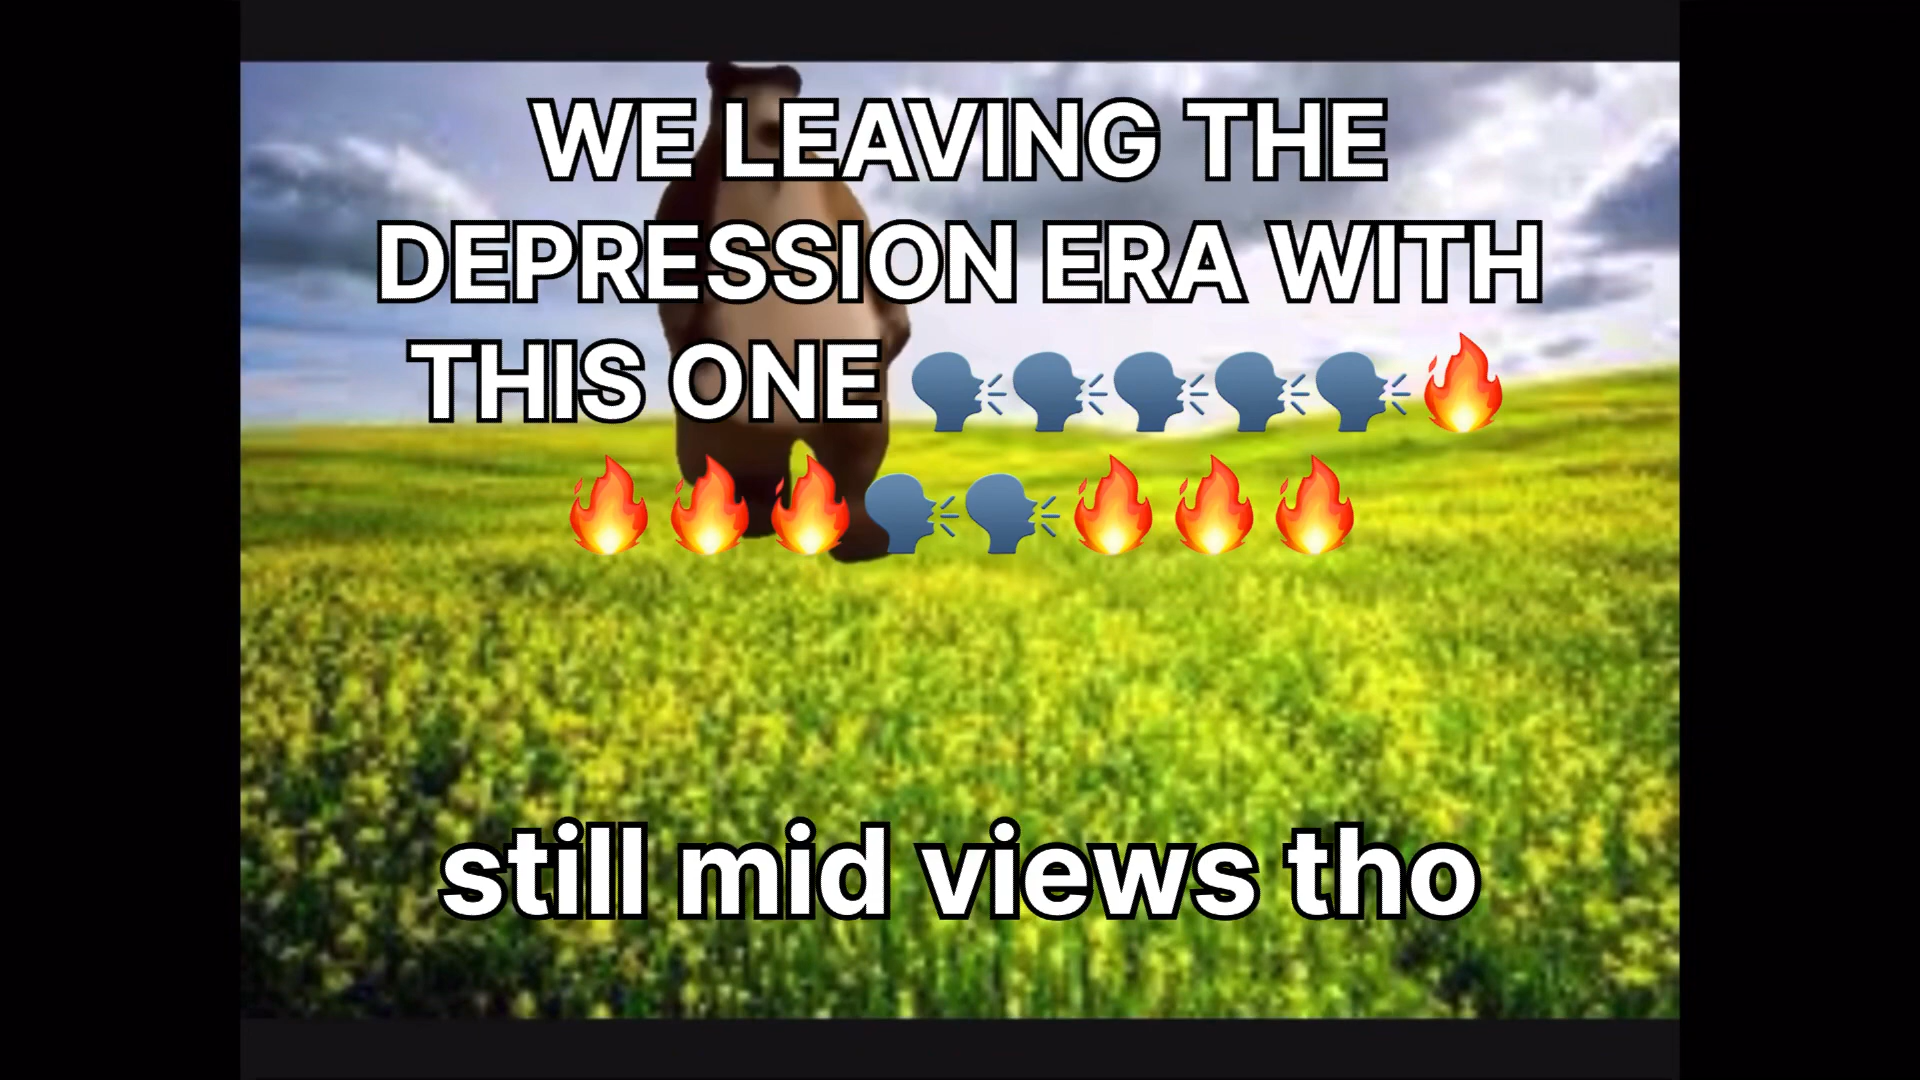 WE LEAVING THE
DEPRESSION ERA WITH
THIS ONE 🗣️🗣️🗣️🗣️🗣️🔥
🔥🔥🔥🗣️🗣️🔥🔥🔥
still mid views tho